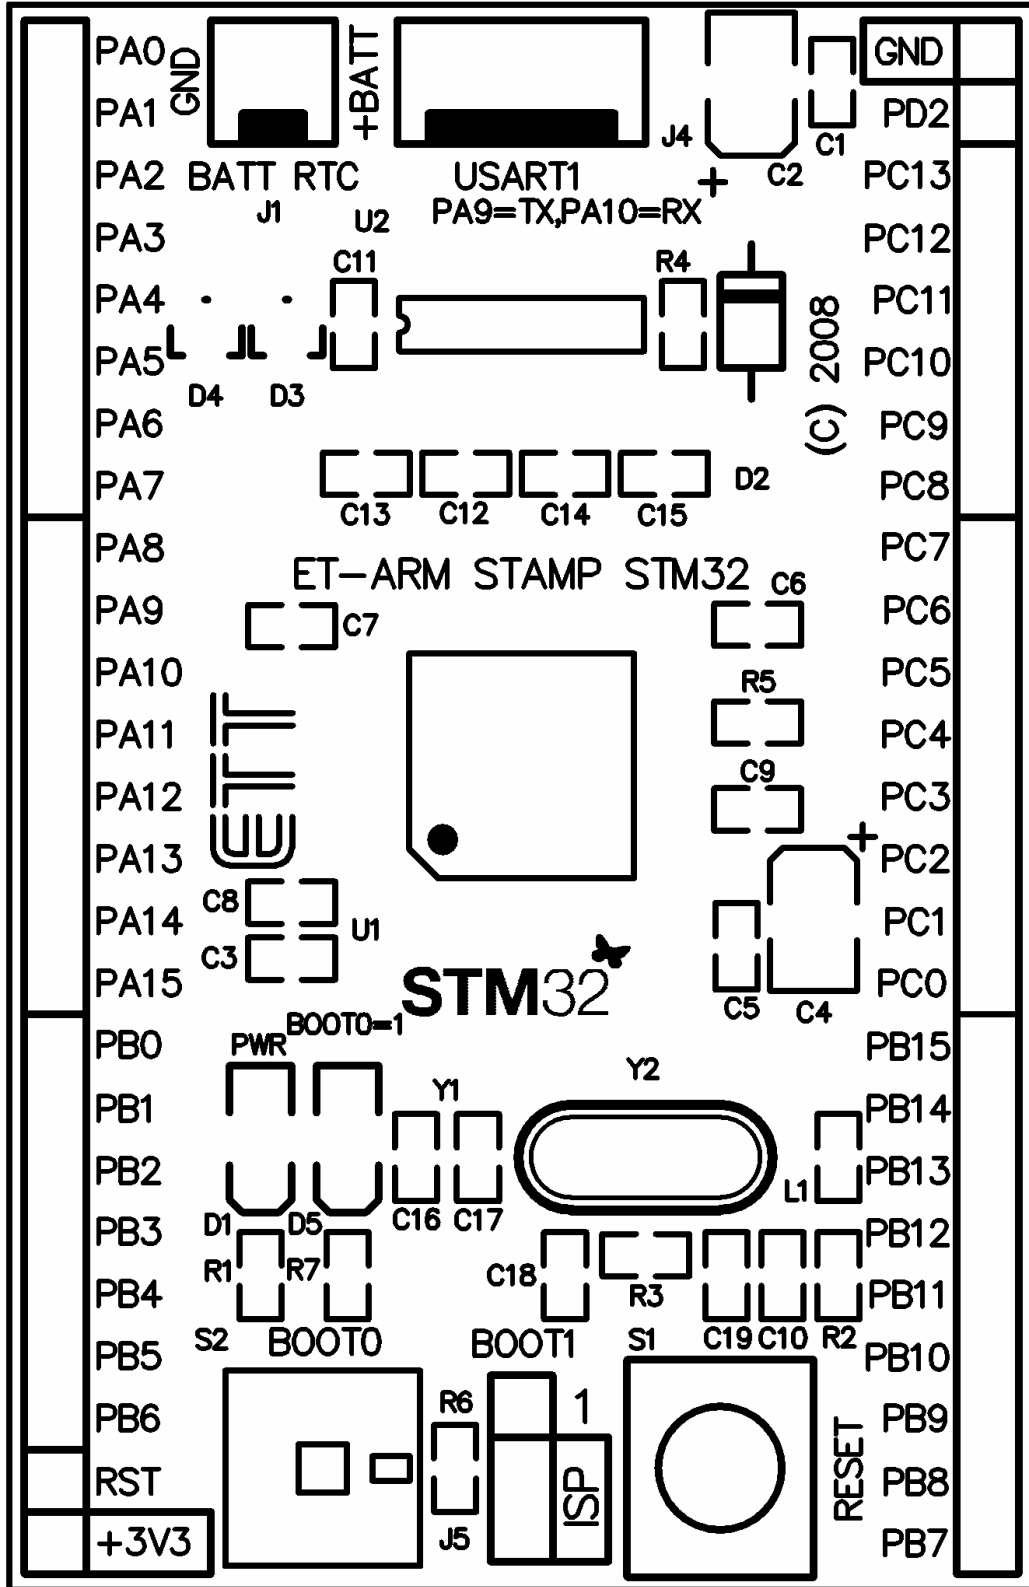 PA0
PA1
PA2
PA3
PA4
PA5
PA6
PA7
PA8
PA9
PA10
PA11
PA12
PA13
PA14
PA15
PB0
PB1
PB2
PB3
PB4
PB5
PB6
RST
+3V3
GND
+BATT
BATT RTC
J1
USART1
PA9=TX,PA10=RX
J4
C2
C1
+
U2
C11
R4
D4
D3
(C) 2008
C13
C12
C14
C15
D2
ET-ARM STAMP STM32
C7
C6
R5
C9
ETT
+
C8
C3
U1
STM32
C5
C4
PWR
BOOT0=1
Y1
Y2
L1
D1
D5
C16
C17
R1
R7
C18
R3
C19
C10
R2
S2
BOOT0
BOOT1
S1
R6
J5
1
ISP
RESET
GND
PD2
PC13
PC12
PC11
PC10
PC9
PC8
PC7
PC6
PC5
PC4
PC3
PC2
PC1
PC0
PB15
PB14
PB13
PB12
PB11
PB10
PB9
PB8
PB7